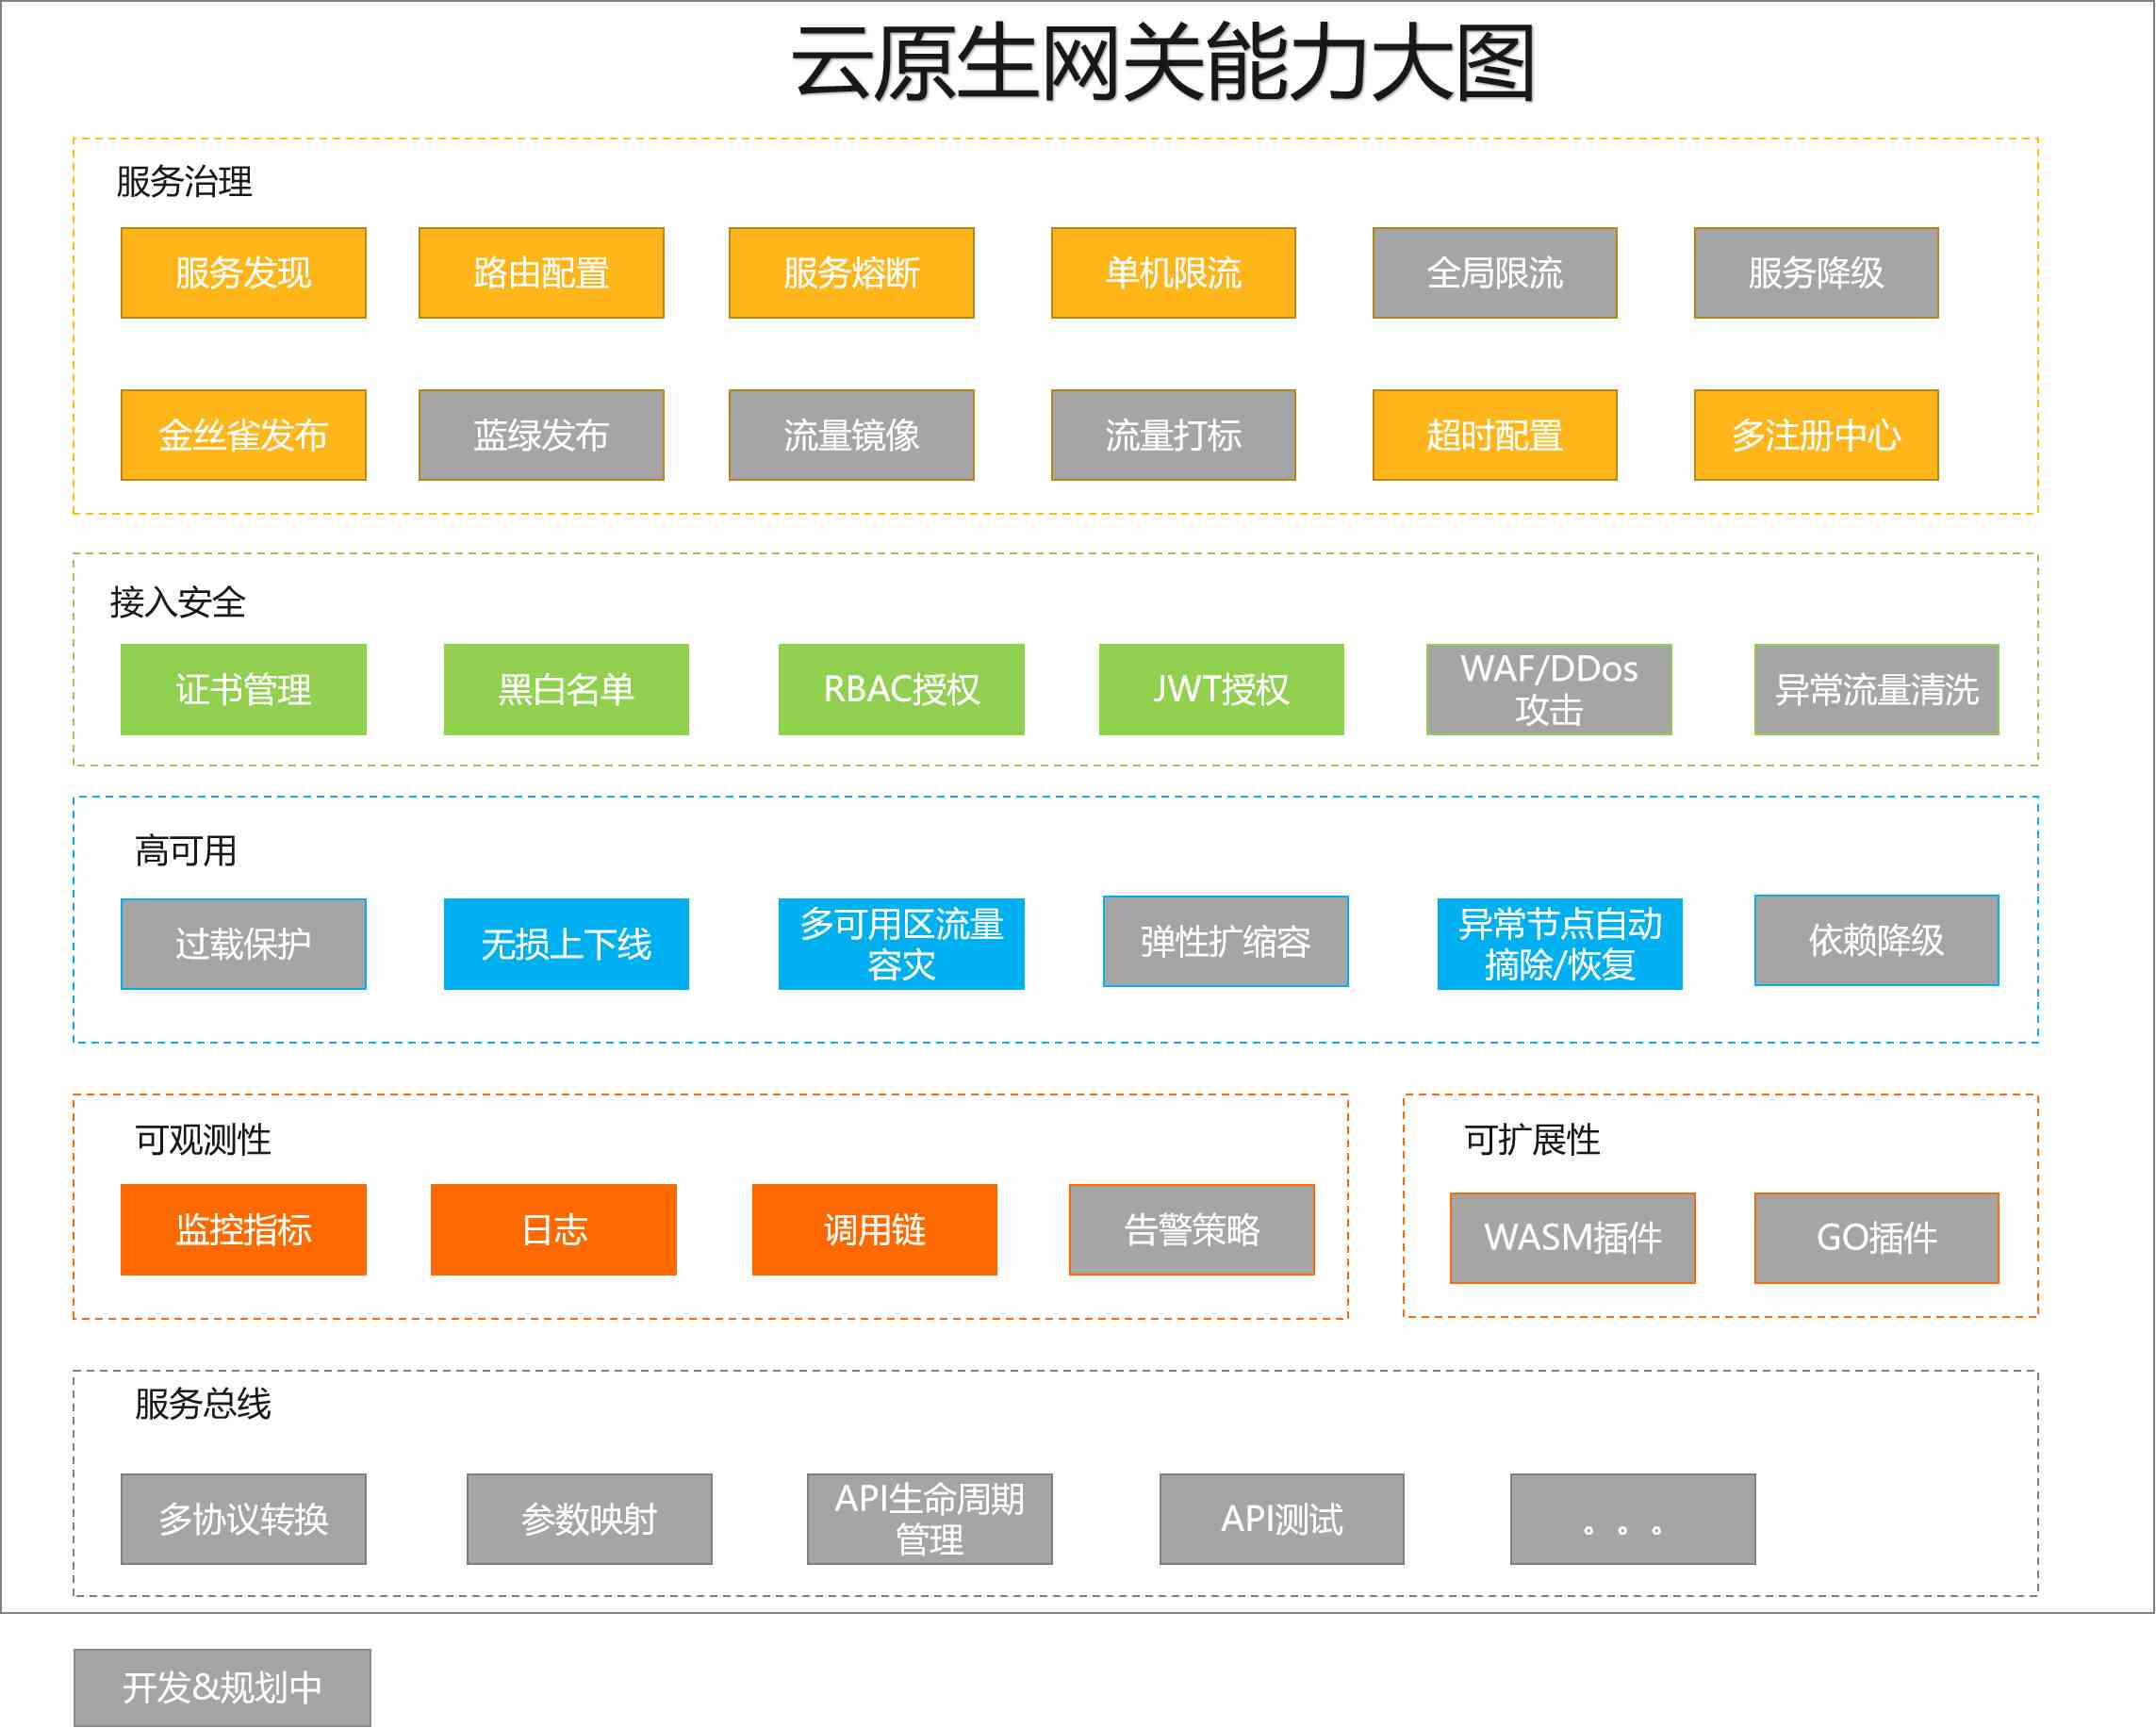 云原生网关能力大图
服务治理
服务发现
路由配置
服务熔断
单机限流
全局限流
服务降级
金丝雀发布
蓝绿发布
流量镜像
流量打标
超时配置
多注册中心
接入安全
证书管理
黑白名单
RBAC授权
JWT授权
WAF/DDos
攻击
异常流量清洗
高可用
过载保护
无损上下线
多可用区流量
容灾
弹性扩缩容
异常节点自动
摘除/恢复
依赖降级
可观测性
监控指标
日志
调用链
告警策略
可扩展性
WASM插件
GO插件
服务总线
多协议转换
参数映射
API生命周期
管理
API测试
。。。
开发&规划中